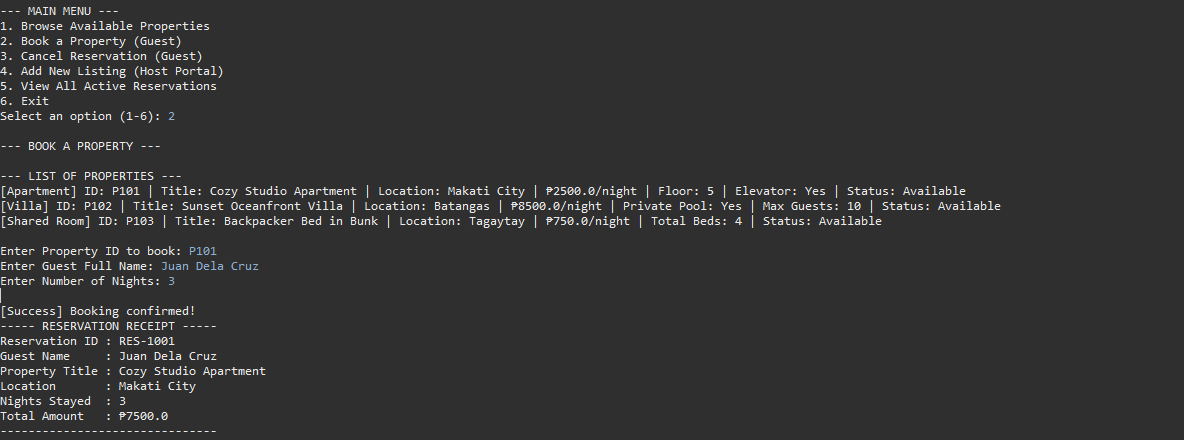 --- MAIN MENU ---
1. Browse Available Properties
2. Book a Property (Guest)
3. Cancel Reservation (Guest)
4. Add New Listing (Host Portal)
5. View All Active Reservations
6. Exit
Select an option (1-6): 2
--- BOOK A PROPERTY ---
--- LIST OF PROPERTIES ---
[Apartment] ID: P101 | Title: Cozy Studio Apartment | Location: Makati City | ₱2500.0/night | Floor: 5 | Elevator: Yes | Status: Available
[Villa] ID: P102 | Title: Sunset Oceanfront Villa | Location: Batangas | ₱8500.0/night | Private Pool: Yes | Max Guests: 10 | Status: Available
[Shared Room] ID: P103 | Title: Backpacker Bed in Bunk | Location: Tagaytay | ₱750.0/night | Total Beds: 4 | Status: Available
Enter Property ID to book: P101
Enter Guest Full Name: Juan Dela Cruz
Enter Number of Nights: 3
[Success] Booking confirmed!
----- RESERVATION RECEIPT -----
Reservation ID : RES-1001
Guest Name     : Juan Dela Cruz
Property Title : Cozy Studio Apartment
Location       : Makati City
Nights Stayed  : 3
Total Amount   : ₱7500.0
-------------------------------